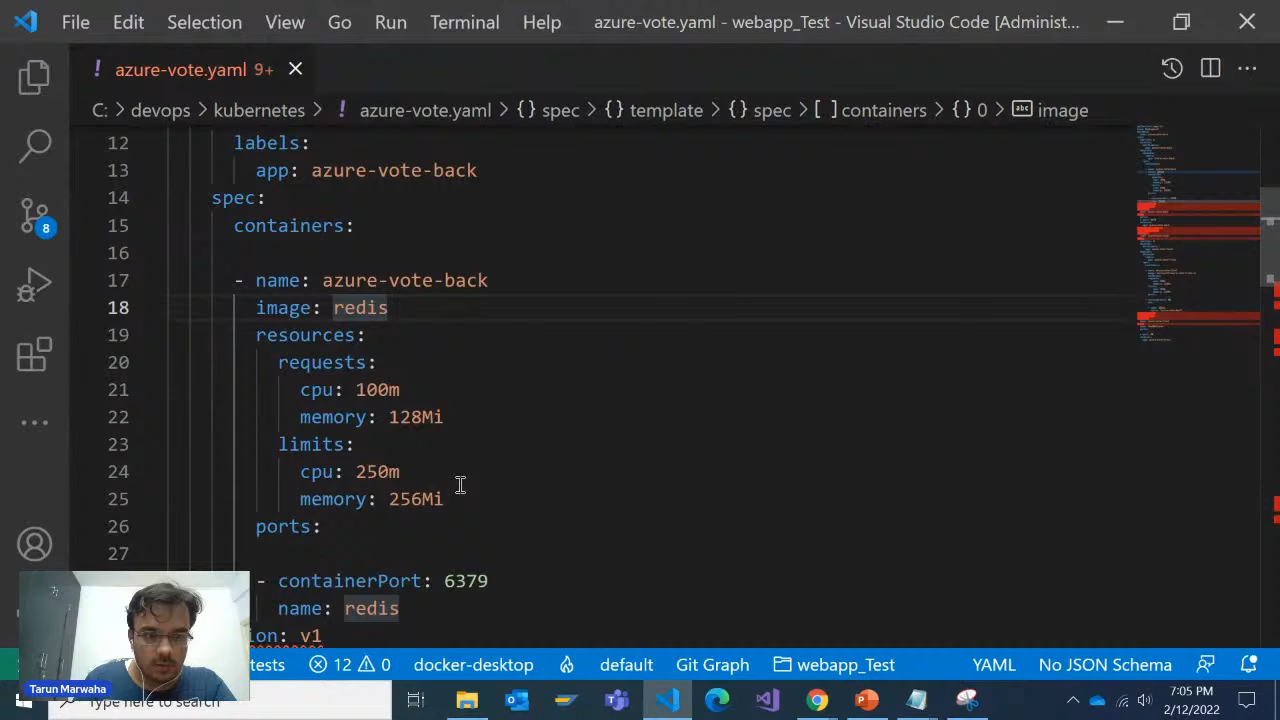 File Edit Selection View Go Run Terminal Help azure-vote.yaml - webapp_Test - Visual Studio Code [Administ...
! azure-vote.yaml 9+
C: > devops > kubernetes > ! azure-vote.yaml > {} spec > {} template > {} spec > [ ] containers > {} 0 > abc image
12 labels:
13 app: azure-vote-back
14 spec:
15 containers:
16
17 - name: azure-vote-back
18 image: redis
19 resources:
20 requests:
21 cpu: 100m
22 memory: 128Mi
23 limits:
24 cpu: 250m
25 memory: 256Mi
26 ports:
27
- containerPort: 6379
name: redis
ion: v1
8
tests 12 0 docker-desktop default Git Graph webapp_Test YAML No JSON Schema
Tarun Marwaha
Type here to search
7:05 PM
2/12/2022